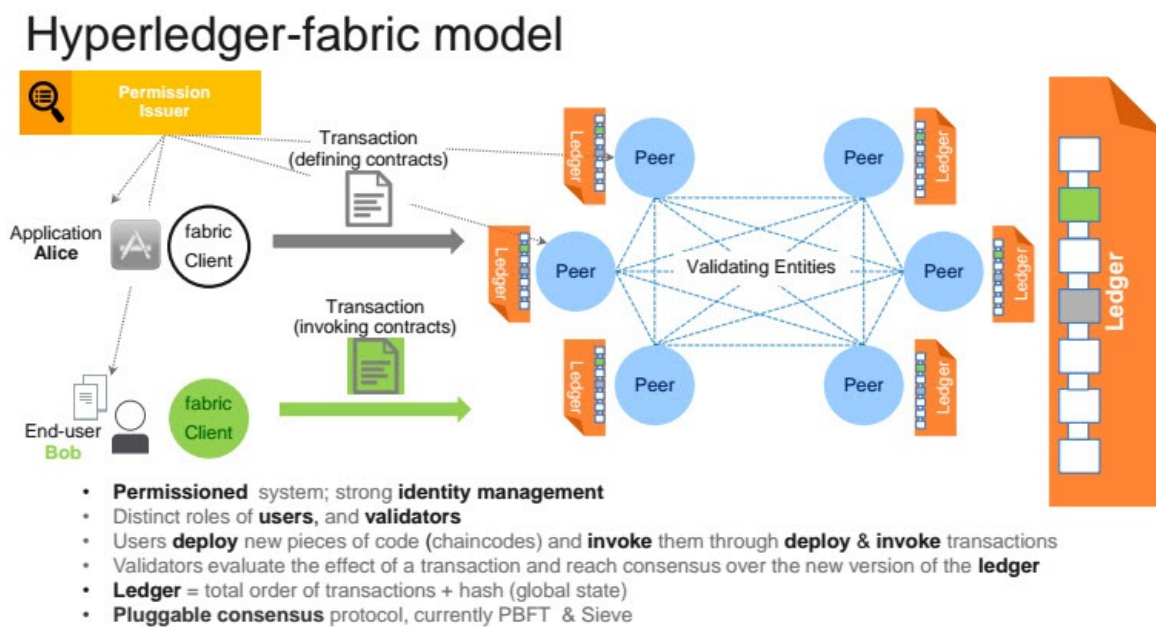 Hyperledger-fabric model
Permission
Issuer
Transaction
(defining contracts)
Application
Alice
fabric
Client
Transaction
(invoking contracts)
End-user
Bob
fabric
Client
Ledger
Peer
Peer
Ledger
Ledger
Peer
Validating Entities
Peer
Ledger
Ledger
Peer
Peer
Ledger
Ledger
• Permissioned system; strong identity management
• Distinct roles of users, and validators
• Users deploy new pieces of code (chaincodes) and invoke them through deploy & invoke transactions
• Validators evaluate the effect of a transaction and reach consensus over the new version of the ledger
• Ledger = total order of transactions + hash (global state)
• Pluggable consensus protocol, currently PBFT & Sieve